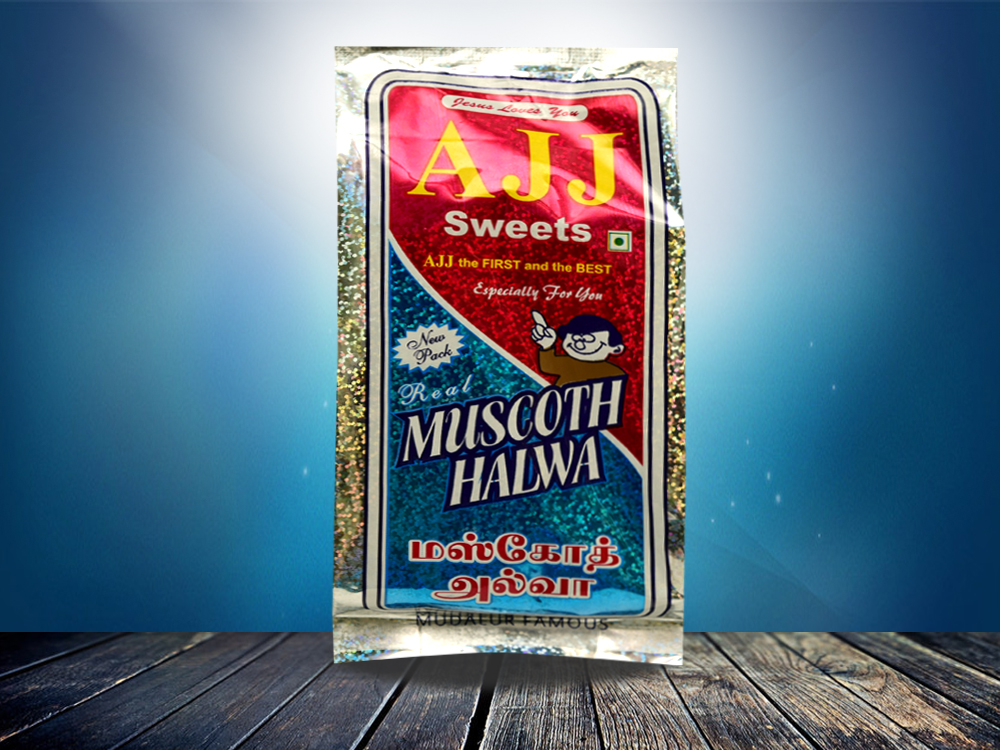 Jesus Loves You
AJJ
Sweets
AJJ the FIRST and the BEST
Especially For You
New
Pack
Real
MUSCOTH
HALWA
மஸ்கோத்
அல்வா
MUDALUR FAMOUS